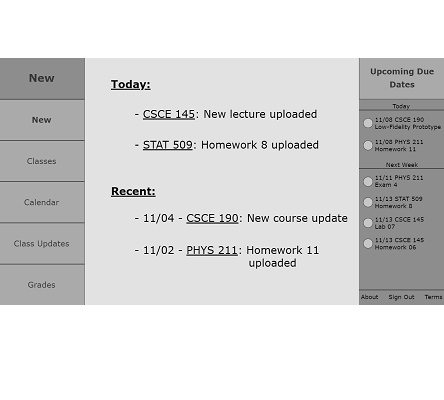 New
New
Classes
Calendar
Class Updates
Grades
Today:
- CSCE 145: New lecture uploaded
- STAT 509: Homework 8 uploaded
Recent:
- 11/04 - CSCE 190: New course update
- 11/02 - PHYS 211: Homework 11
uploaded
Upcoming Due
Dates
Today
11/08 CSCE 190
Low-Fidelity Prototype
11/08 PHYS 211
Homework 11
Next Week
11/11 PHYS 211
Exam 4
11/13 STAT 509
Homework 8
11/13 CSCE 145
Lab 07
11/13 CSCE 145
Homework 06
About Sign Out Terms